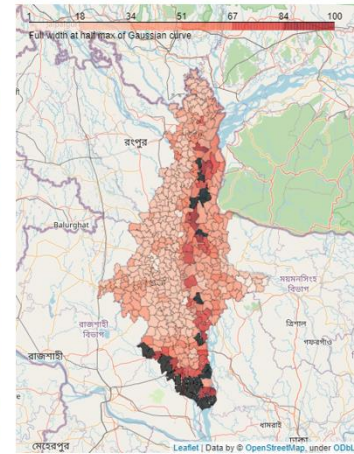 1 18 34 51 67 84 100
Full width at half max of Gaussian curve
রংপুর
Balurghat
ময়মনসিংহ
বিভাগ
রাজশাহী
বিভাগ
ত্রিশাল
গফরগাঁও
রাজশাহী
ধামরাই
ঢাকা
মেহেরপুর
Leaflet | Data by © OpenStreetMap, under ODbL